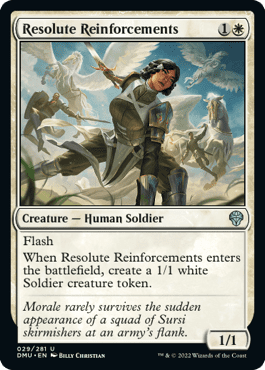 Resolute Reinforcements 1
Creature — Human Soldier
Flash
When Resolute Reinforcements enters
the battlefield, create a 1/1 white
Soldier creature token.
Morale rarely survives the sudden
appearance of a squad of Sursi
skirmishers at an army's flank.
1/1
029/281 U
DMU • EN Billy Christian
™ & © 2022 Wizards of the Coast